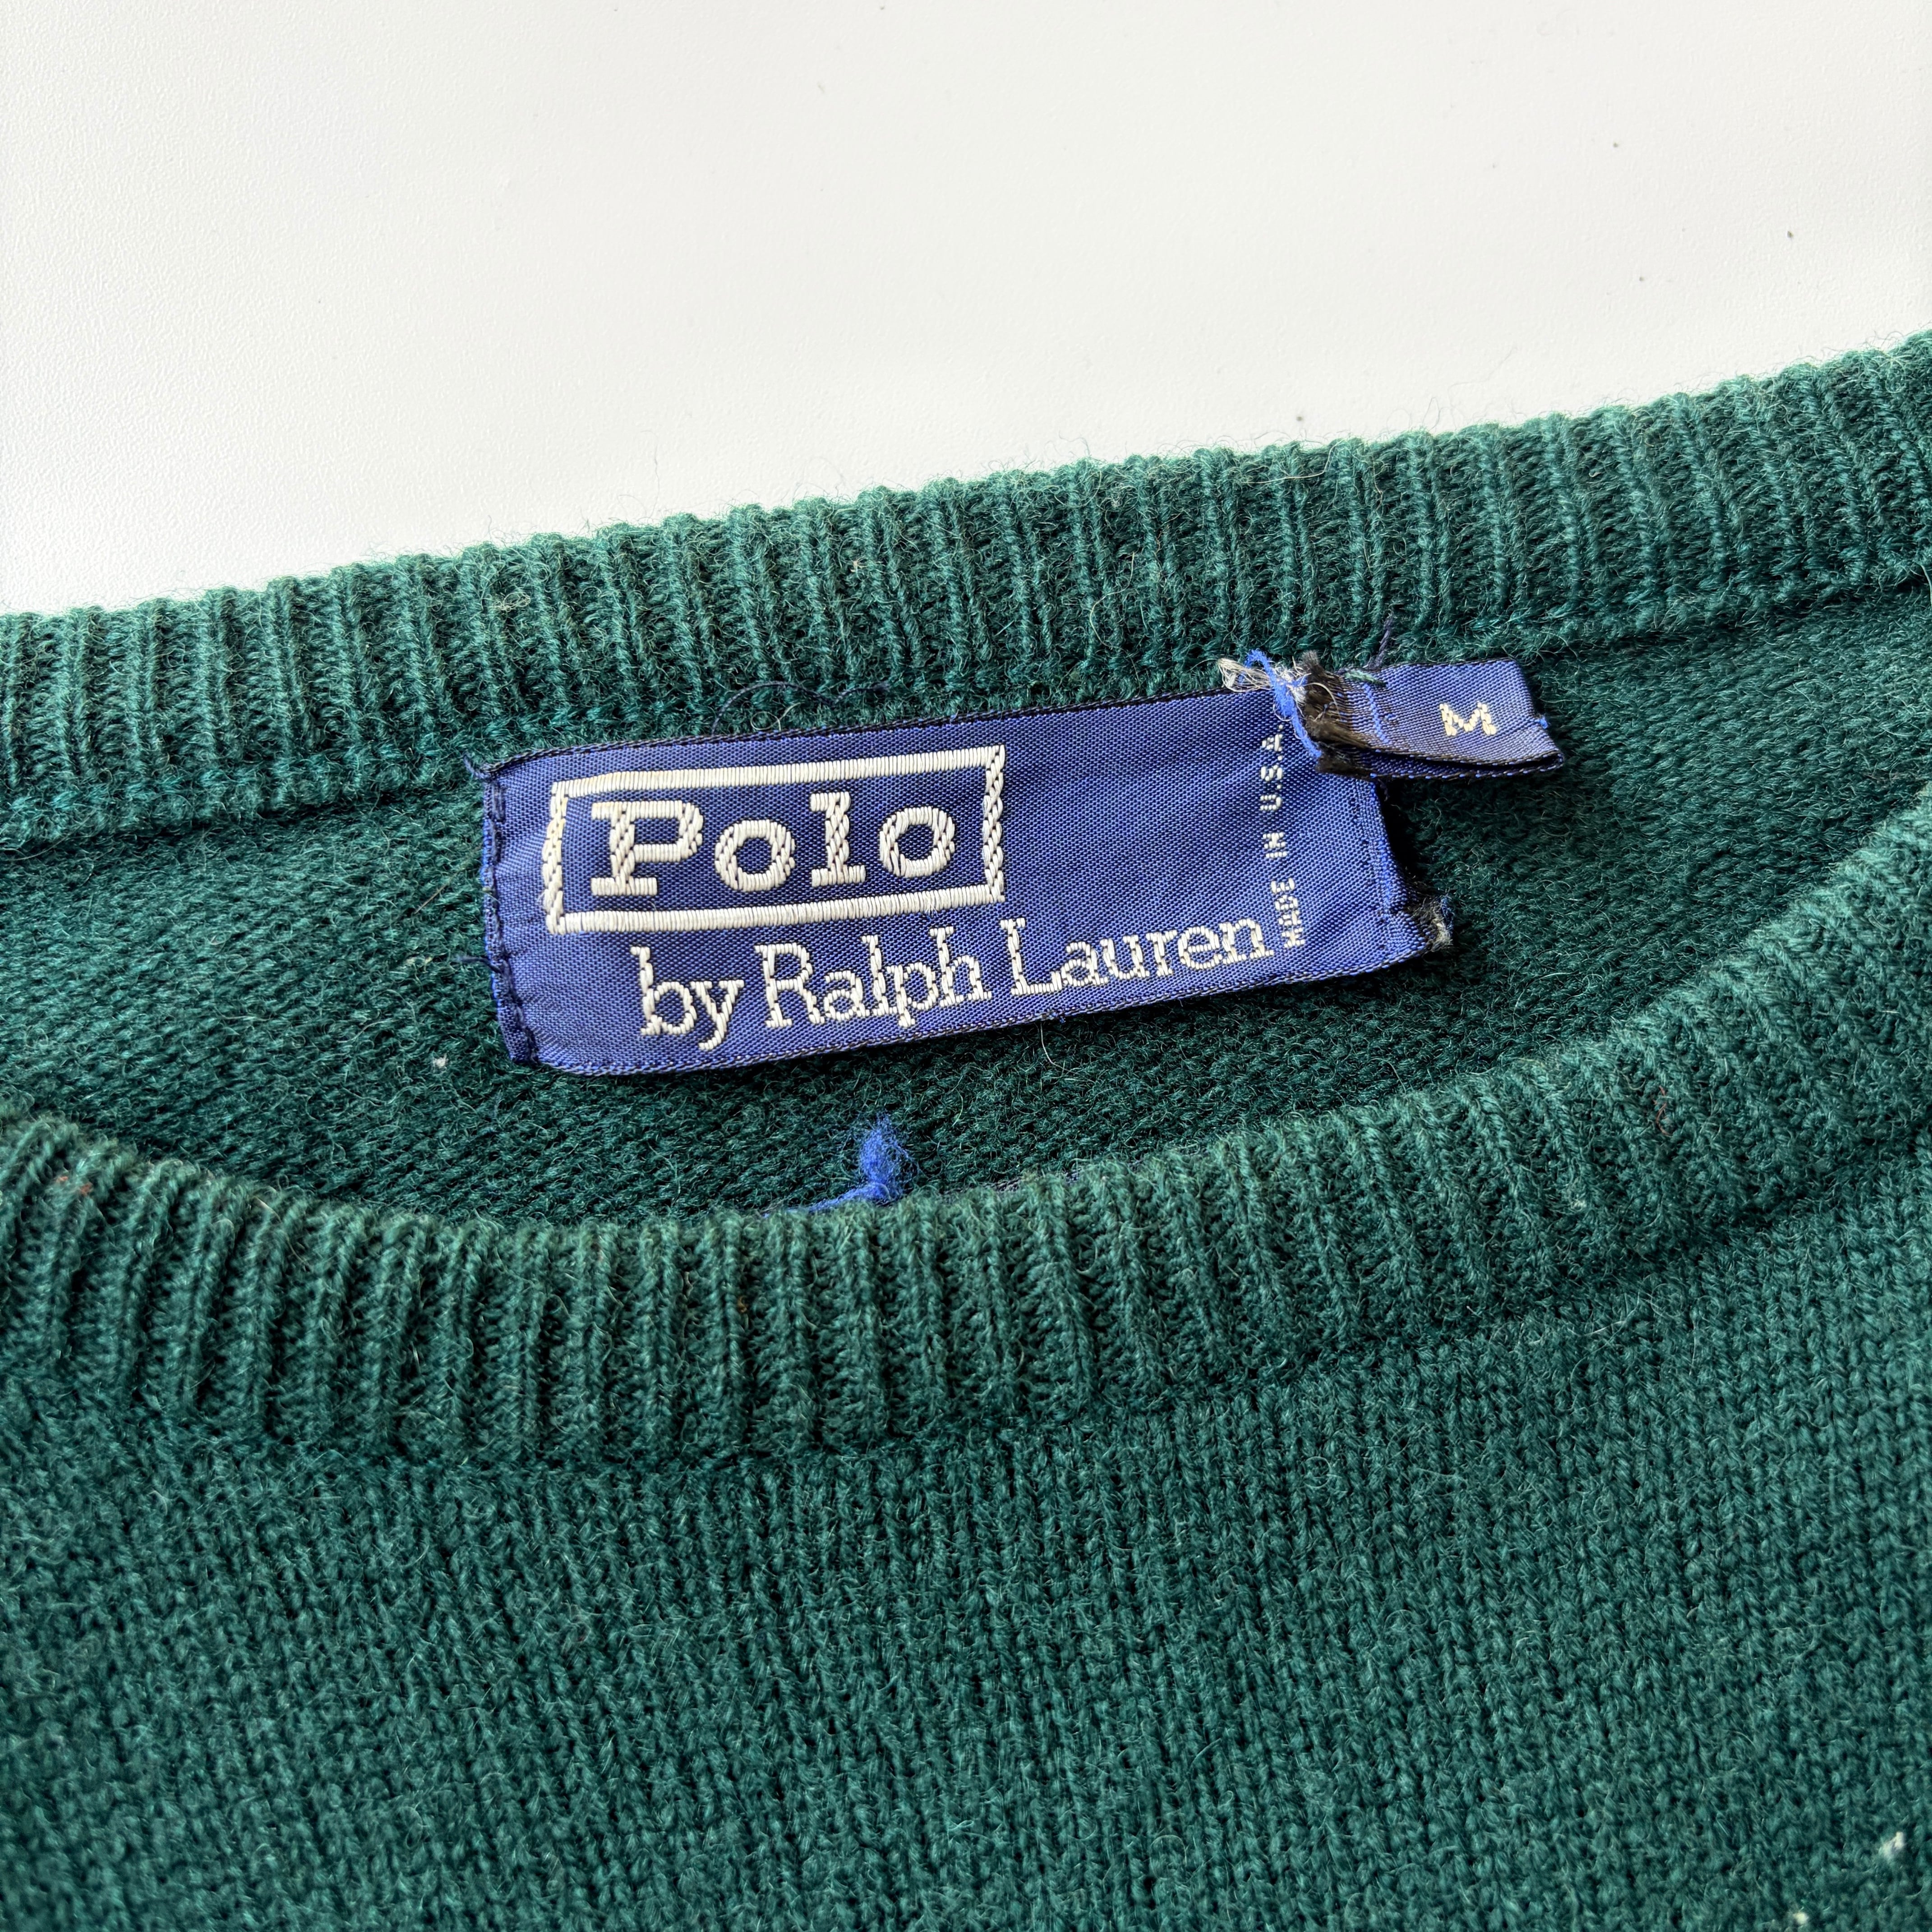 Polo
by Ralph Lauren
MADE IN U.S.A.
M